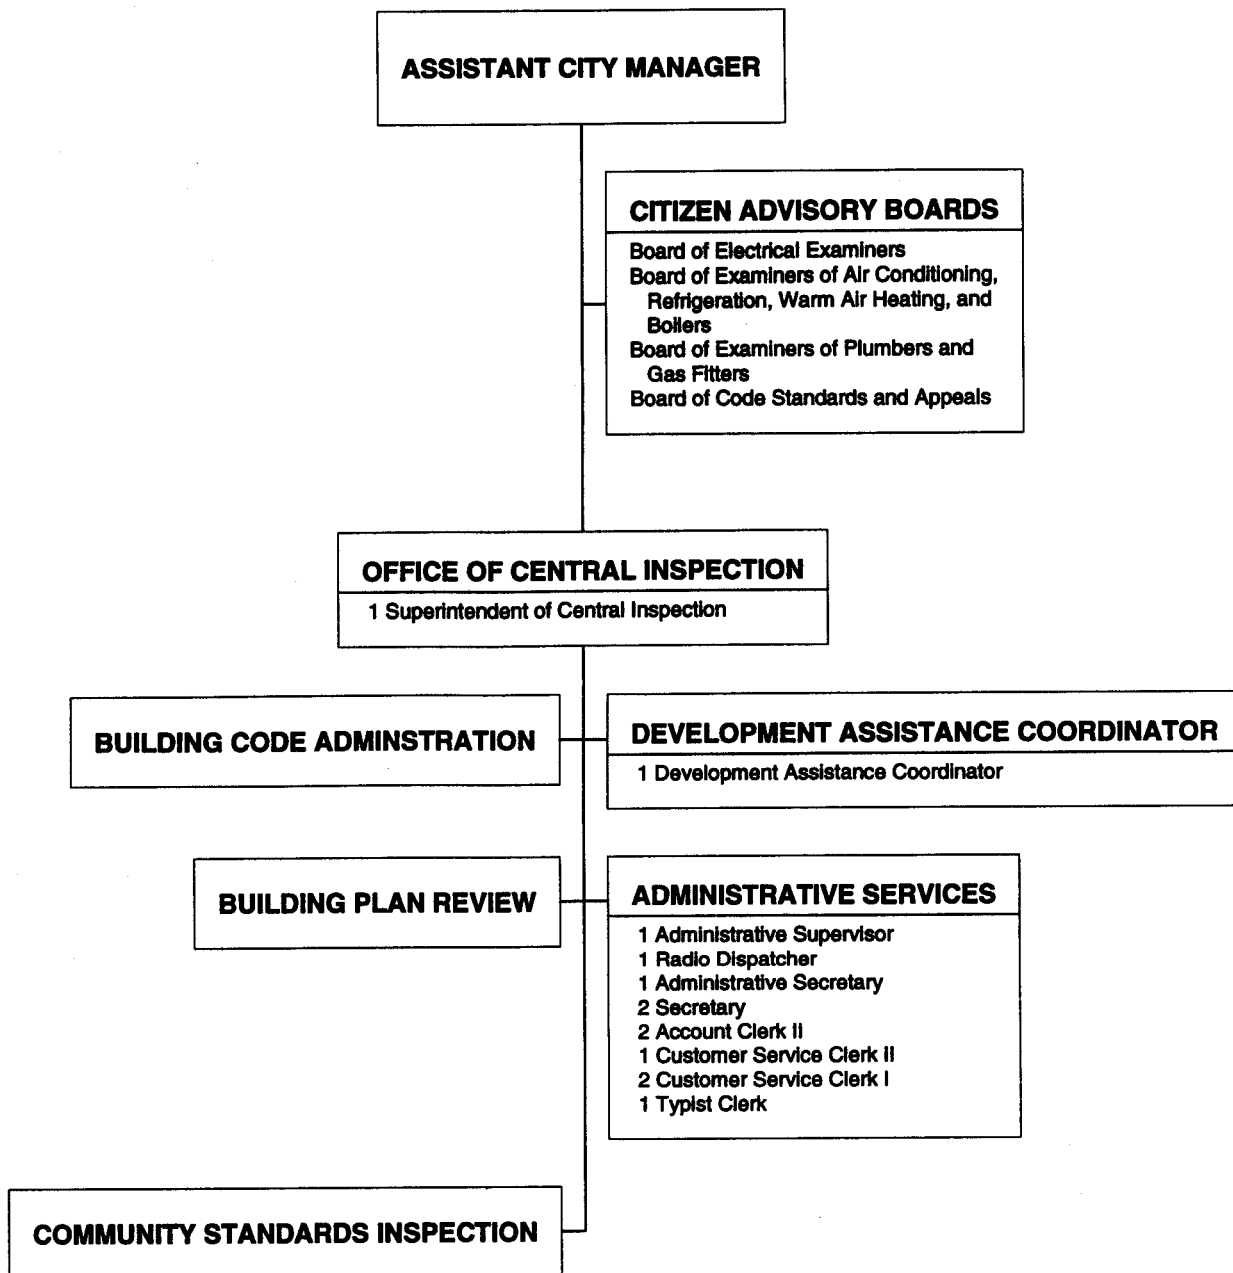 ASSISTANT CITY MANAGER
CITIZEN ADVISORY BOARDS
Board of Electrical Examiners
Board of Examiners of Air Conditioning,
Refrigeration, Warm Air Heating, and
Boilers
Board of Examiners of Plumbers and
Gas Fitters
Board of Code Standards and Appeals
OFFICE OF CENTRAL INSPECTION
1 Superintendent of Central Inspection
BUILDING CODE ADMINSTRATION
DEVELOPMENT ASSISTANCE COORDINATOR
1 Development Assistance Coordinator
BUILDING PLAN REVIEW
ADMINISTRATIVE SERVICES
1 Administrative Supervisor
1 Radio Dispatcher
1 Administrative Secretary
2 Secretary
2 Account Clerk II
1 Customer Service Clerk II
2 Customer Service Clerk I
1 Typist Clerk
COMMUNITY STANDARDS INSPECTION